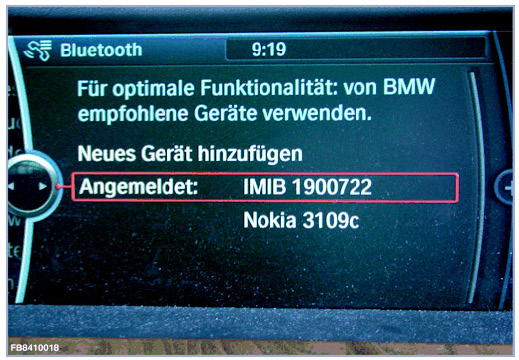 Bluetooth 9:19
Für optimale Funktionalität: von BMW
empfohlene Geräte verwenden.
Neues Gerät hinzufügen
Angemeldet: IMIB 1900722
Nokia 3109c
FB8410018